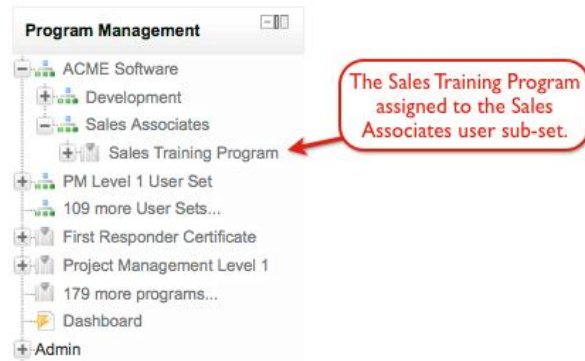 Program Management
ACME Software
Development
Sales Associates
Sales Training Program
PM Level 1 User Set
109 more User Sets...
First Responder Certificate
Project Management Level 1
179 more programs...
Dashboard
Admin
The Sales Training Program
assigned to the Sales
Associates user sub-set.